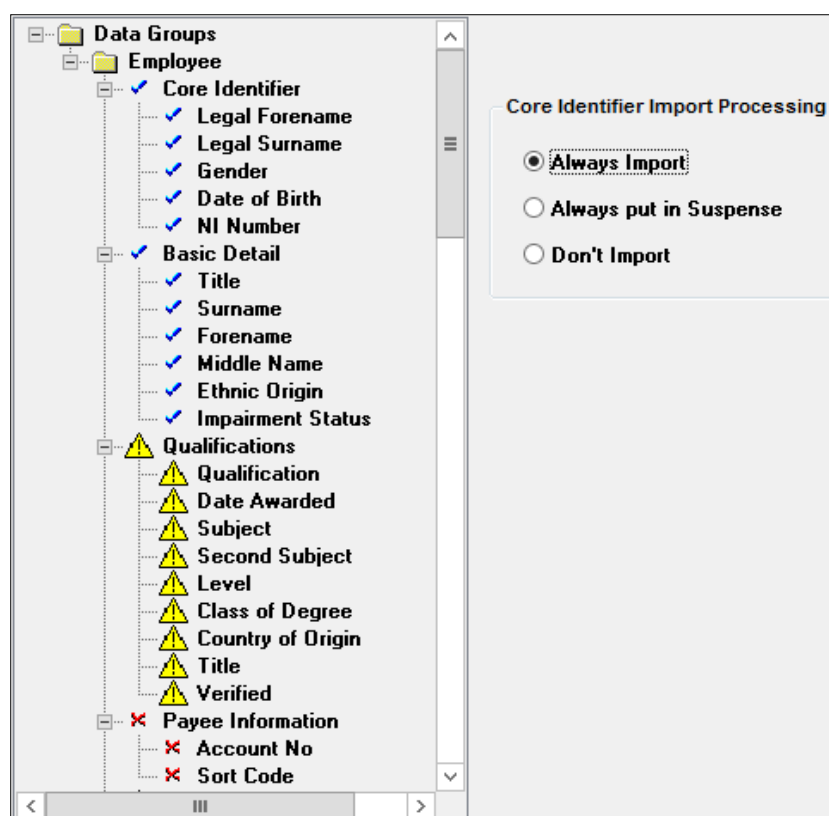 Data Groups
Employee
Core Identifier
Legal Forename
Legal Surname
Gender
Date of Birth
NI Number
Basic Detail
Title
Surname
Forename
Middle Name
Ethnic Origin
Impairment Status
Qualifications
Qualification
Date Awarded
Subject
Second Subject
Level
Class of Degree
Country of Origin
Title
Verified
Payee Information
Account No
Sort Code
Core Identifier Import Processing
Always Import
Always put in Suspense
Don't Import